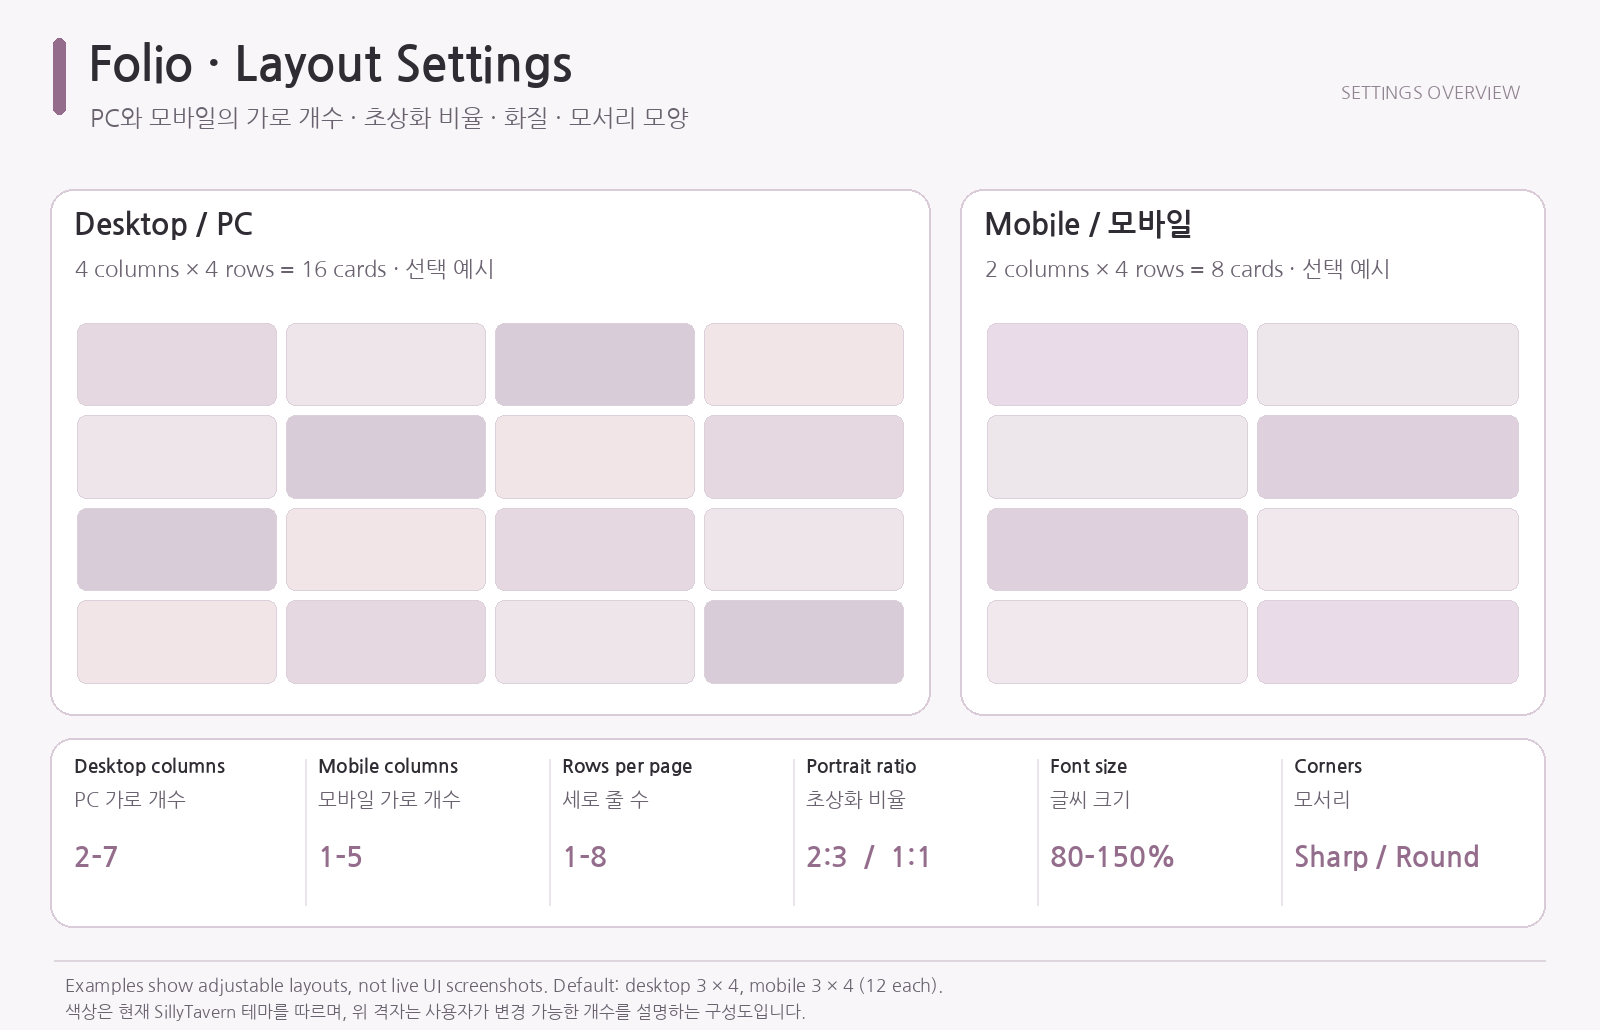 Folio · Layout Settings
PC와 모바일의 가로 개수 · 초상화 비율 · 화질 · 모서리 모양
SETTINGS OVERVIEW
Desktop / PC
4 columns × 4 rows = 16 cards · 선택 예시
Mobile / 모바일
2 columns × 4 rows = 8 cards · 선택 예시
Desktop columns
PC 가로 개수
2-7
Mobile columns
모바일 가로 개수
1-5
Rows per page
세로 줄 수
1-8
Portrait ratio
초상화 비율
2:3 / 1:1
Font size
글씨 크기
80-150%
Corners
모서리
Sharp / Round
Examples show adjustable layouts, not live UI screenshots. Default: desktop 3 × 4, mobile 3 × 4 (12 each).
색상은 현재 SillyTavern 테마를 따르며, 위 격자는 사용자가 변경 가능한 개수를 설명하는 구성도입니다.